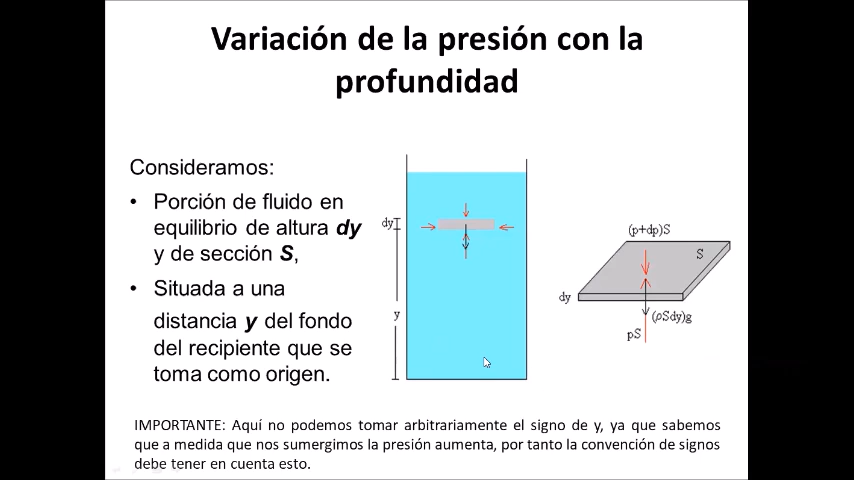 Variación de la presión con la
profundidad
Consideramos:
• Porción de fluido en
equilibrio de altura dy
y de sección S,
• Situada a una
distancia y del fondo
del recipiente que se
toma como origen.
dy
y
(p+dp)S
S
dy
(ρSdy)g
pS
IMPORTANTE: Aquí no podemos tomar arbitrariamente el signo de y, ya que sabemos
que a medida que nos sumergimos la presión aumenta, por tanto la convención de signos
debe tener en cuenta esto.